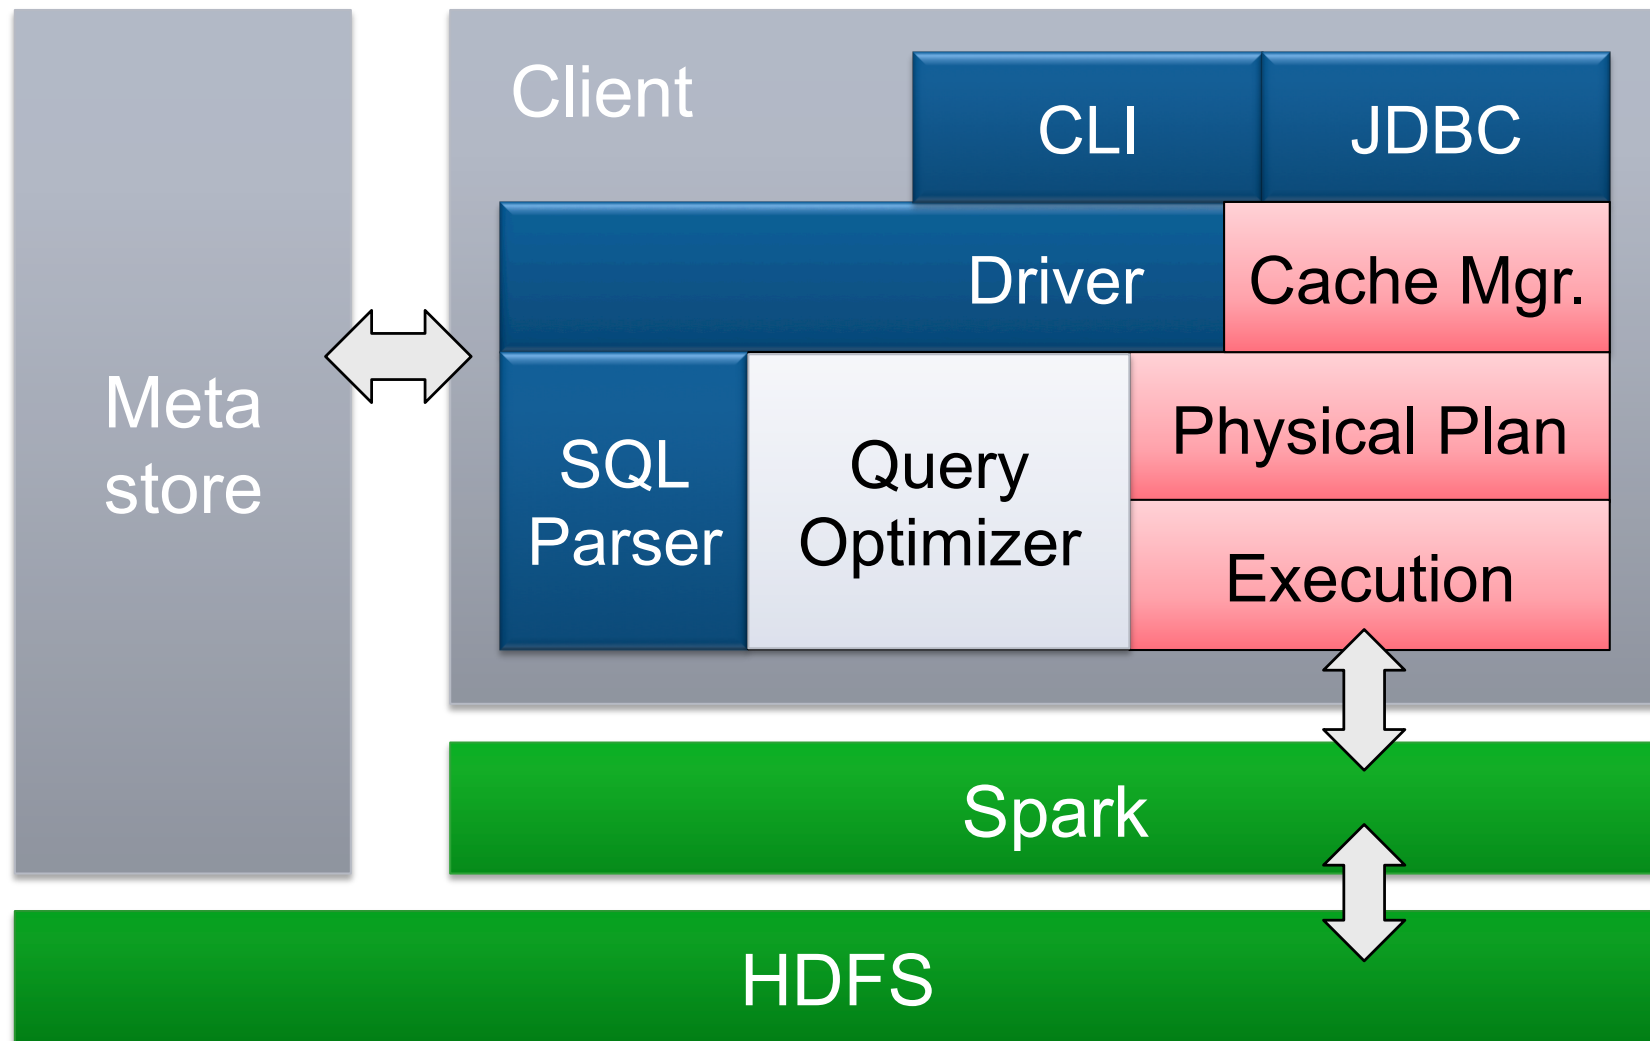 Client
CLI
JDBC
Driver
Cache Mgr.
Meta
store
SQL
Parser
Query
Optimizer
Physical Plan
Execution
Spark
HDFS